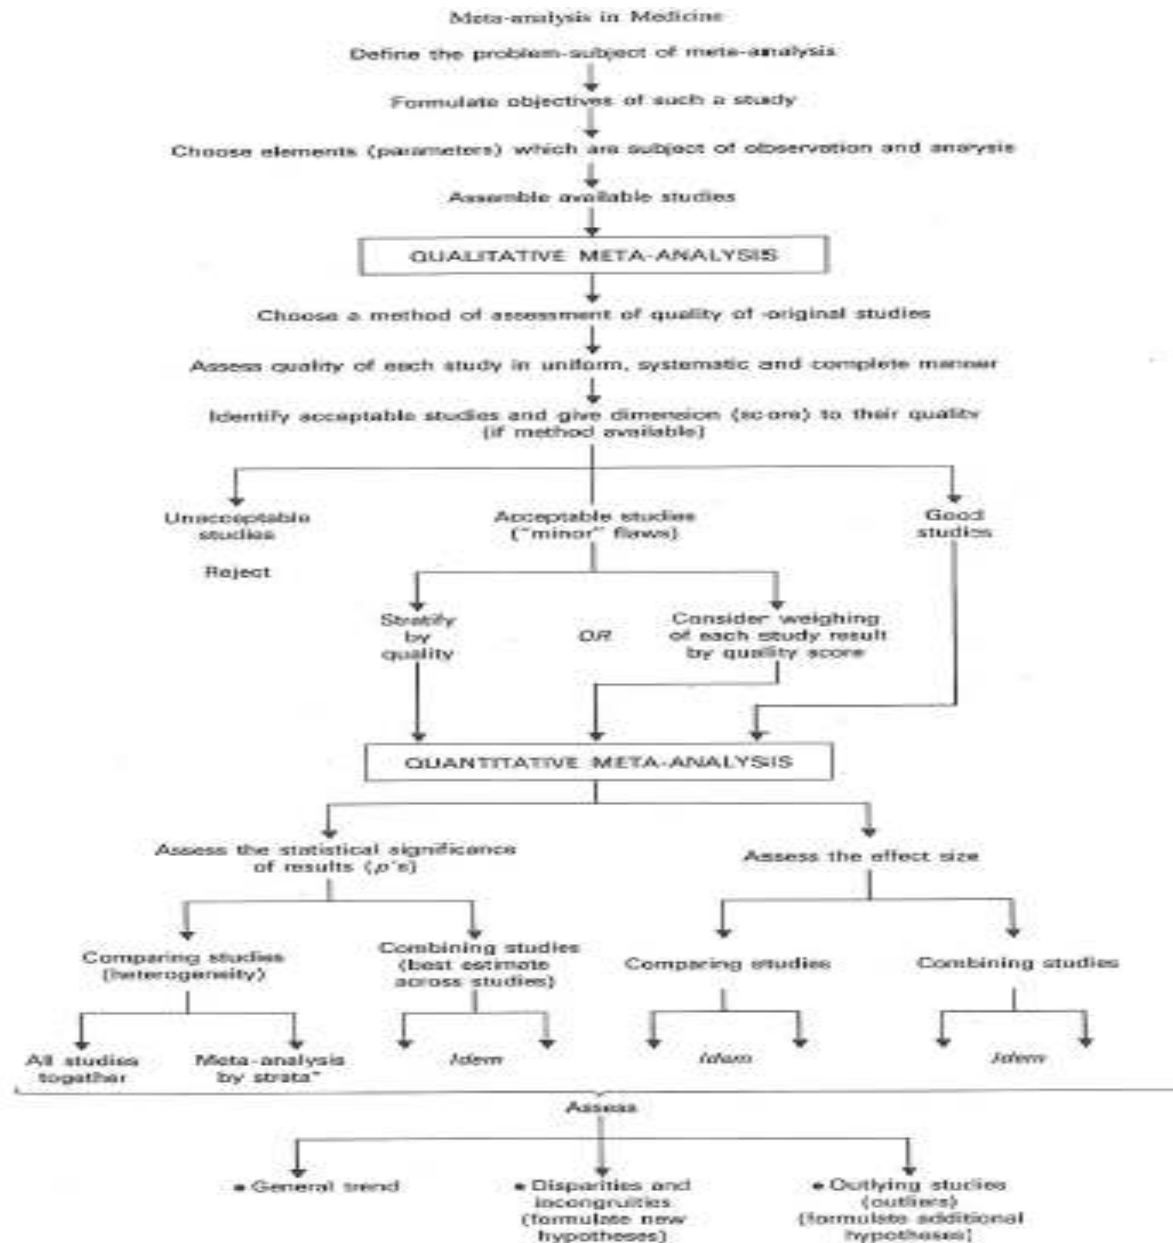 Meta-analysis in Medicine
Define the problem-subject of meta-analysis
Formulate objectives of such a study
Choose elements (parameters) which are subject of observation and analysis
Assemble available studies
QUALITATIVE META-ANALYSIS
Choose a method of assessment of quality of original studies
Assess quality of each study in uniform, systematic and complete manner
Identify acceptable studies and give dimension (score) to their quality
(if method available)
Unacceptable
studies
Reject
Acceptable studies
("minor" flaws)
Good
studies
Stratify
by
quality
OR
Consider weighing
of each study result
by quality score
QUANTITATIVE META-ANALYSIS
Assess the statistical significance
of results (p's)
Assess the effect size
Comparing studies
(heterogeneity)
Combining studies
(best estimate
across studies)
Comparing studies
Combining studies
All studies
together
Meta-analysis
by strata*
Idem
Idem
Idem
Assess
• General trend
• Disparities and
incongruities
(formulate new
hypotheses)
• Outlying studies
(outliers)
(formulate additional
hypotheses)